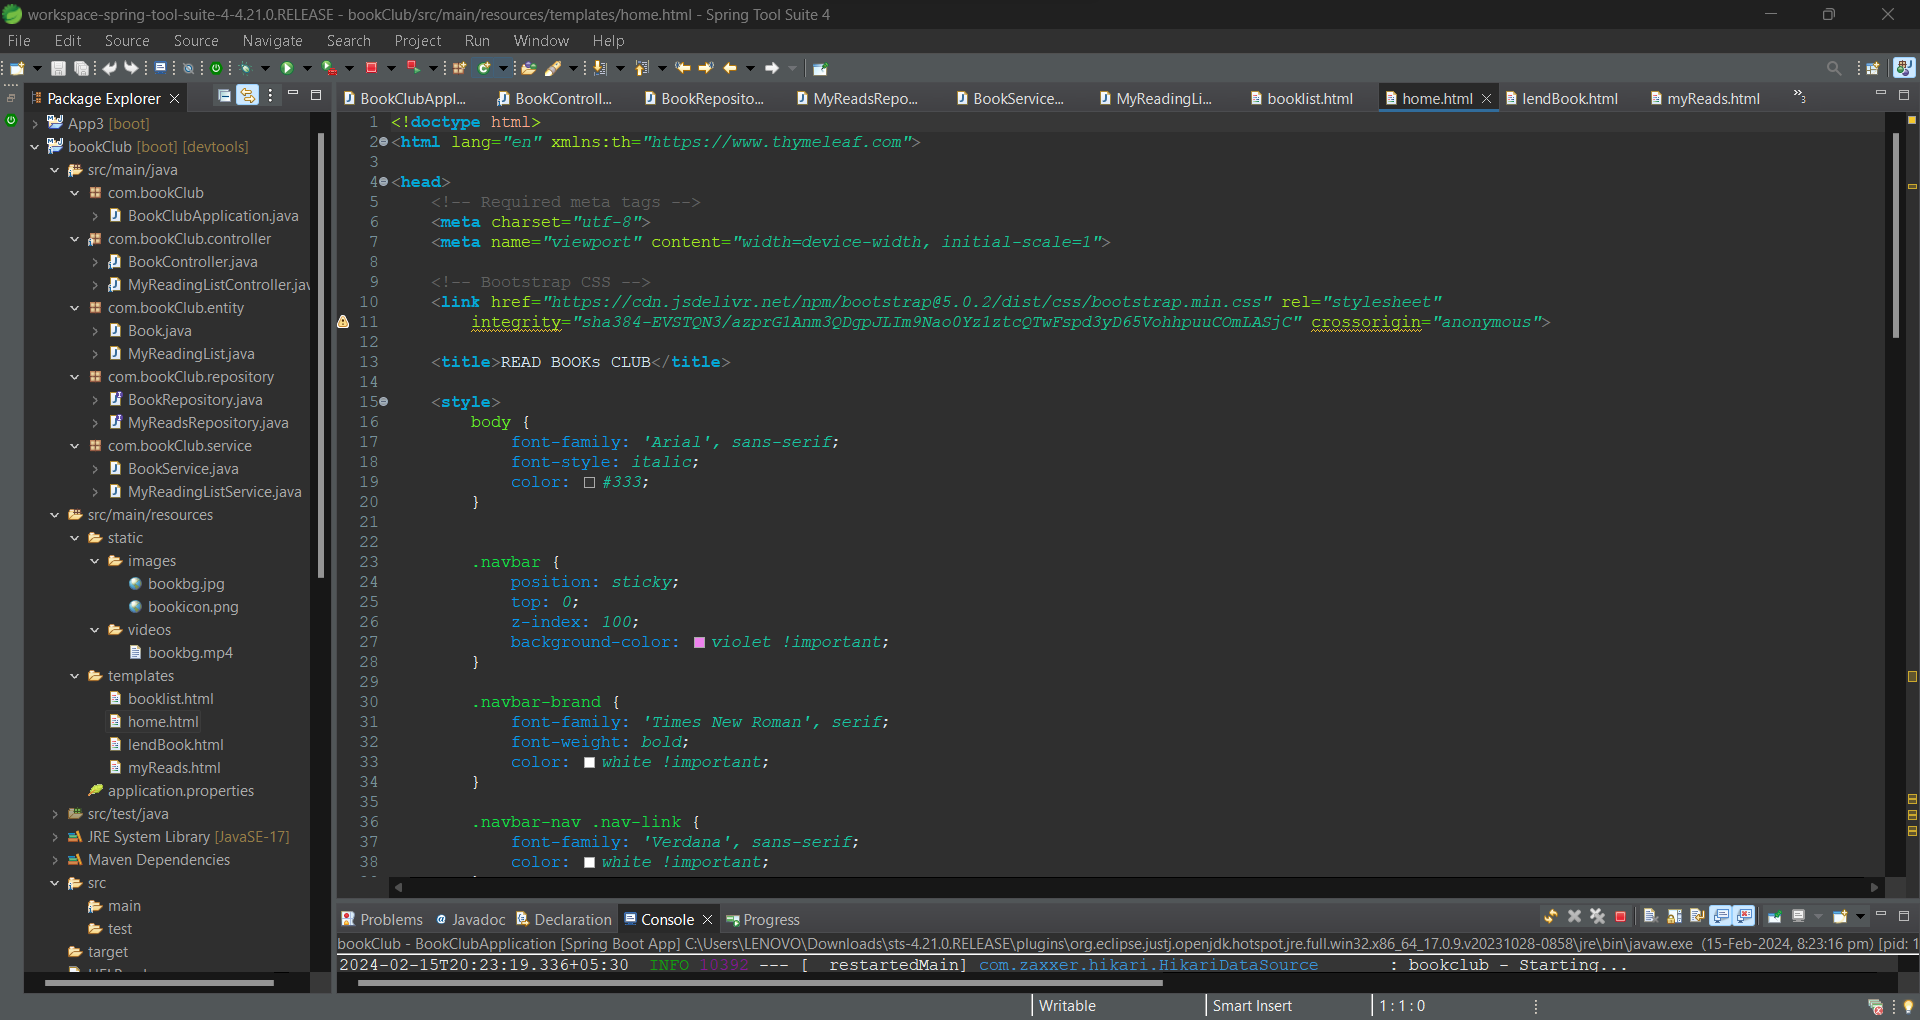 workspace-spring-tool-suite-4-4.21.0.RELEASE - bookClub/src/main/resources/templates/home.html - Spring Tool Suite 4
File Edit Source Source Navigate Search Project Run Window Help
Package Explorer
App3 [boot]
bookClub [boot] [devtools]
src/main/java
com.bookClub
BookClubApplication.java
com.bookClub.controller
BookController.java
MyReadingListController.jav
com.bookClub.entity
Book.java
MyReadingList.java
com.bookClub.repository
BookRepository.java
MyReadsRepository.java
com.bookClub.service
BookService.java
MyReadingListService.java
src/main/resources
static
images
bookbg.jpg
bookicon.png
videos
bookbg.mp4
templates
booklist.html
home.html
lendBook.html
myReads.html
application.properties
src/test/java
JRE System Library [JavaSE-17]
Maven Dependencies
src
main
test
target
BookClubAppl... BookControll... BookReposito... MyReadsRepo... BookService... MyReadingLi... booklist.html home.html lendBook.html myReads.html »3
1 <!doctype html>
2 <html lang="en" xmlns:th="https://www.thymeleaf.com">
3
4 <head>
5 <!-- Required meta tags -->
6 <meta charset="utf-8">
7 <meta name="viewport" content="width=device-width, initial-scale=1">
8
9 <!-- Bootstrap CSS -->
10 <link href="https://cdn.jsdelivr.net/npm/bootstrap@5.0.2/dist/css/bootstrap.min.css" rel="stylesheet"
11 integrity="sha384-EVSTQN3/azprG1Anm3QDgpJLIm9Nao0Yz1ztcQTwFspd3yD65VohhpuuCOmLASjC" crossorigin="anonymous">
12
13 <title>READ BOOKs CLUB</title>
14
15 <style>
16 body {
17 font-family: 'Arial', sans-serif;
18 font-style: italic;
19 color: #333;
20 }
21
22
23 .navbar {
24 position: sticky;
25 top: 0;
26 z-index: 100;
27 background-color: violet !important;
28 }
29
30 .navbar-brand {
31 font-family: 'Times New Roman', serif;
32 font-weight: bold;
33 color: white !important;
34 }
35
36 .navbar-nav .nav-link {
37 font-family: 'Verdana', sans-serif;
38 color: white !important;
Problems Javadoc Declaration Console Progress
bookClub - BookClubApplication [Spring Boot App] C:\Users\LENOVO\Downloads\sts-4.21.0.RELEASE\plugins\org.eclipse.justj.openjdk.hotspot.jre.full.win32.x86_64_17.0.9.v20231028-0858\jre\bin\javaw.exe (15-Feb-2024, 8:23:16 pm) [pid: 1
2024-02-15T20:23:19.336+05:30 INFO 10392 --- [ restartedMain] com.zaxxer.hikari.HikariDataSource : bookclub - Starting...
Writable Smart Insert 1 : 1 : 0